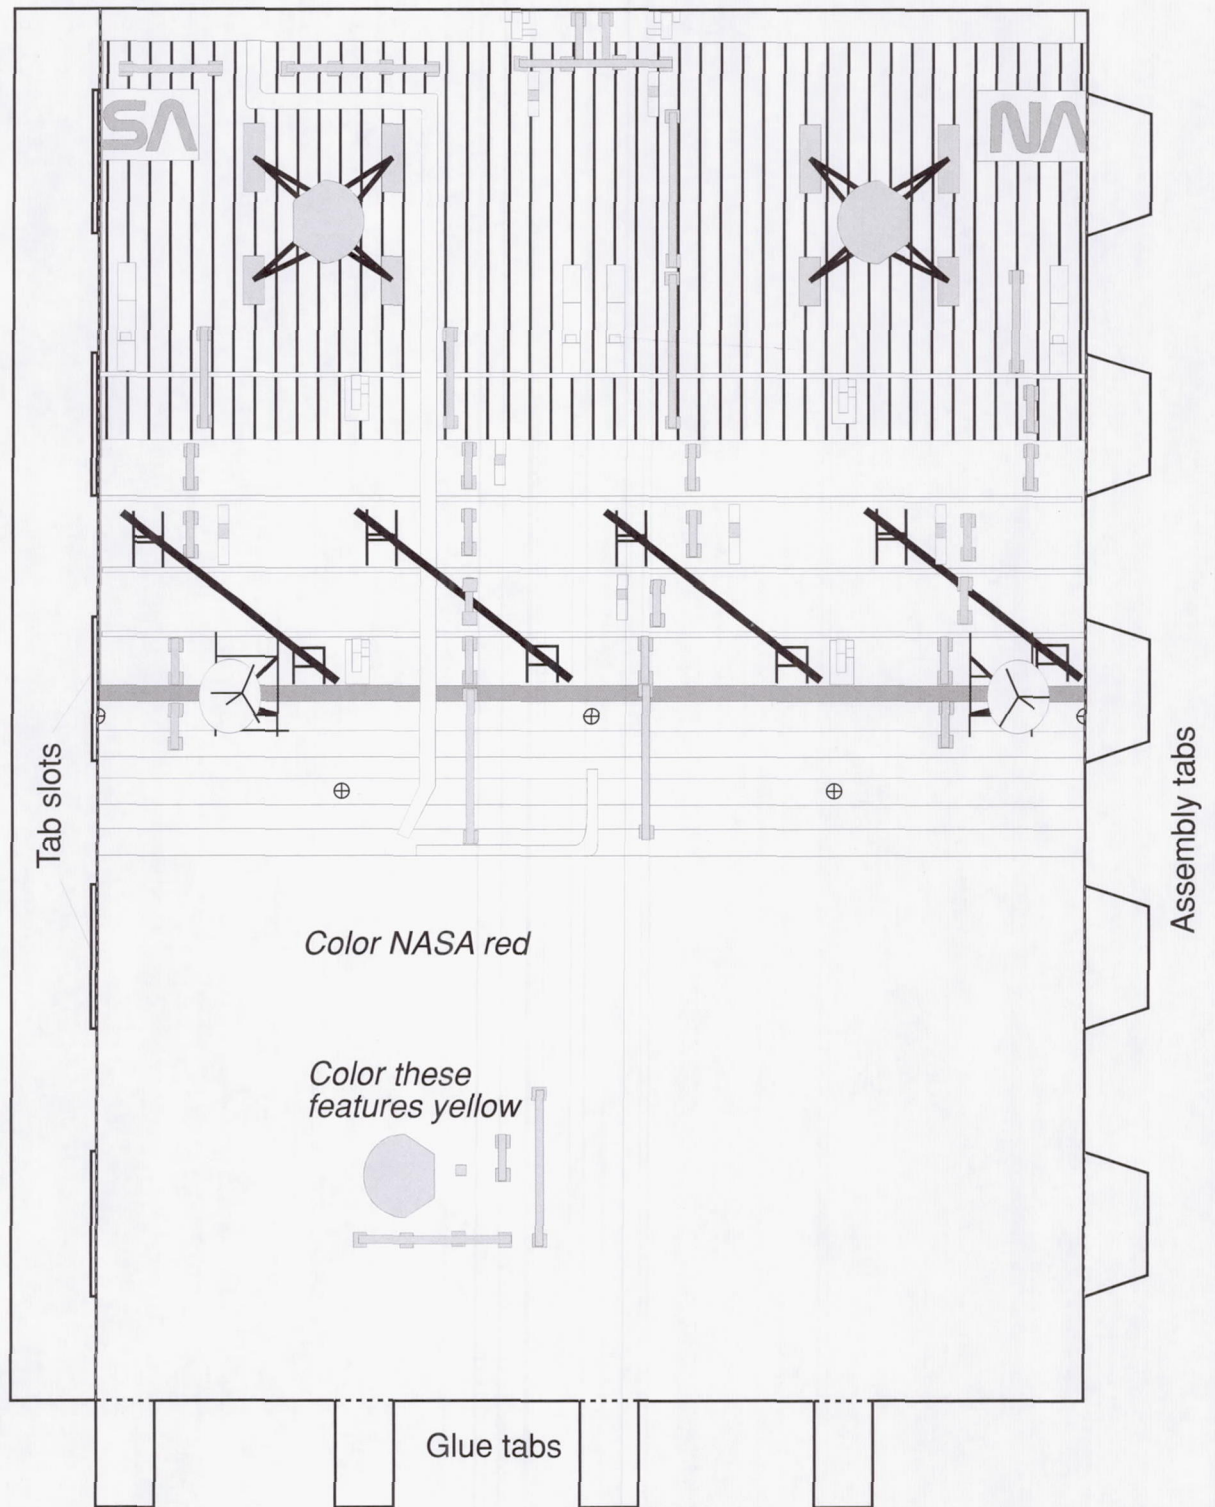 SA
NA
Tab slots
Assembly tabs
Color NASA red
Color these
features yellow
Glue tabs